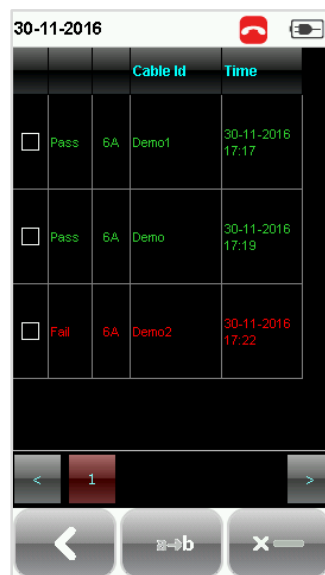 30-11-2016
Cable Id Time
Pass 6A Demo1 30-11-2016
17:17
Pass 6A Demo 30-11-2016
17:19
Fail 6A Demo2 30-11-2016
17:22
< 1 >
b